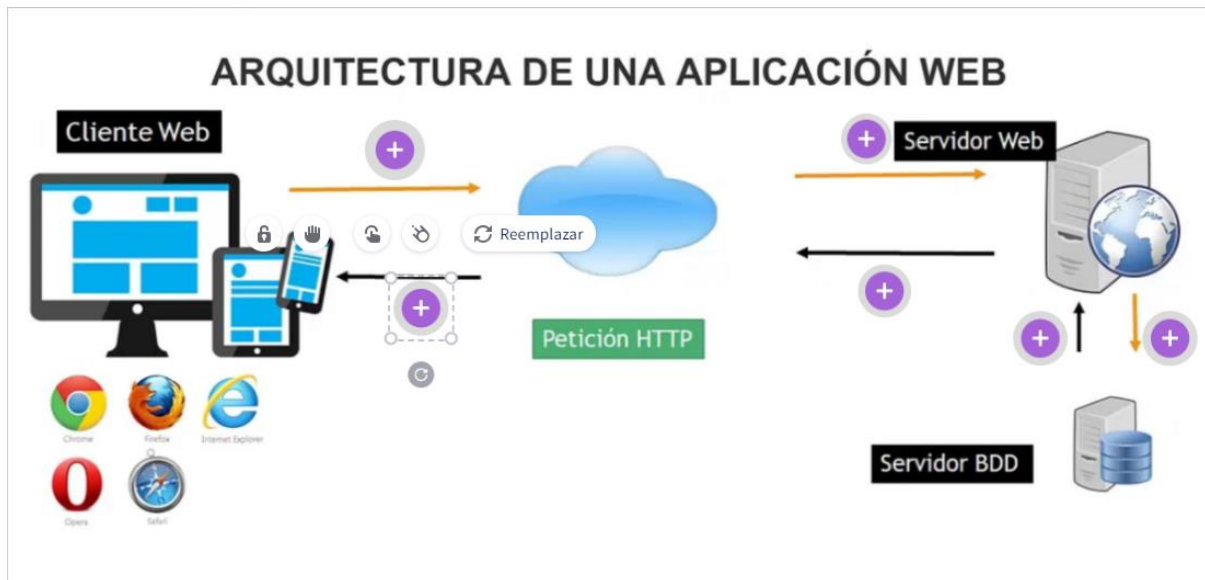 ARQUITECTURA DE UNA APLICACIÓN WEB
Cliente Web
Servidor Web
Reemplazar
Petición HTTP
Chrome
Firefox
Internet Explorer
Servidor BDD
Opera
Safari